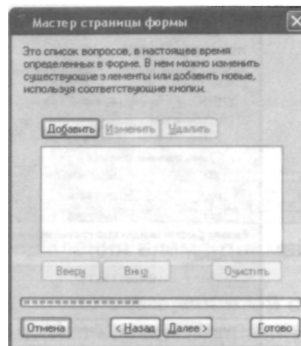 Мастер страницы формы
Это список вопросов, в настоящее время
определенных в форме. В нем можно изменить
существующие элементы или добавить новые,
используя соответствующие кнопки.
Добавить Изменить Удалить
Вверх Вниз Очистить
Отмена < Назад Далее > Готово